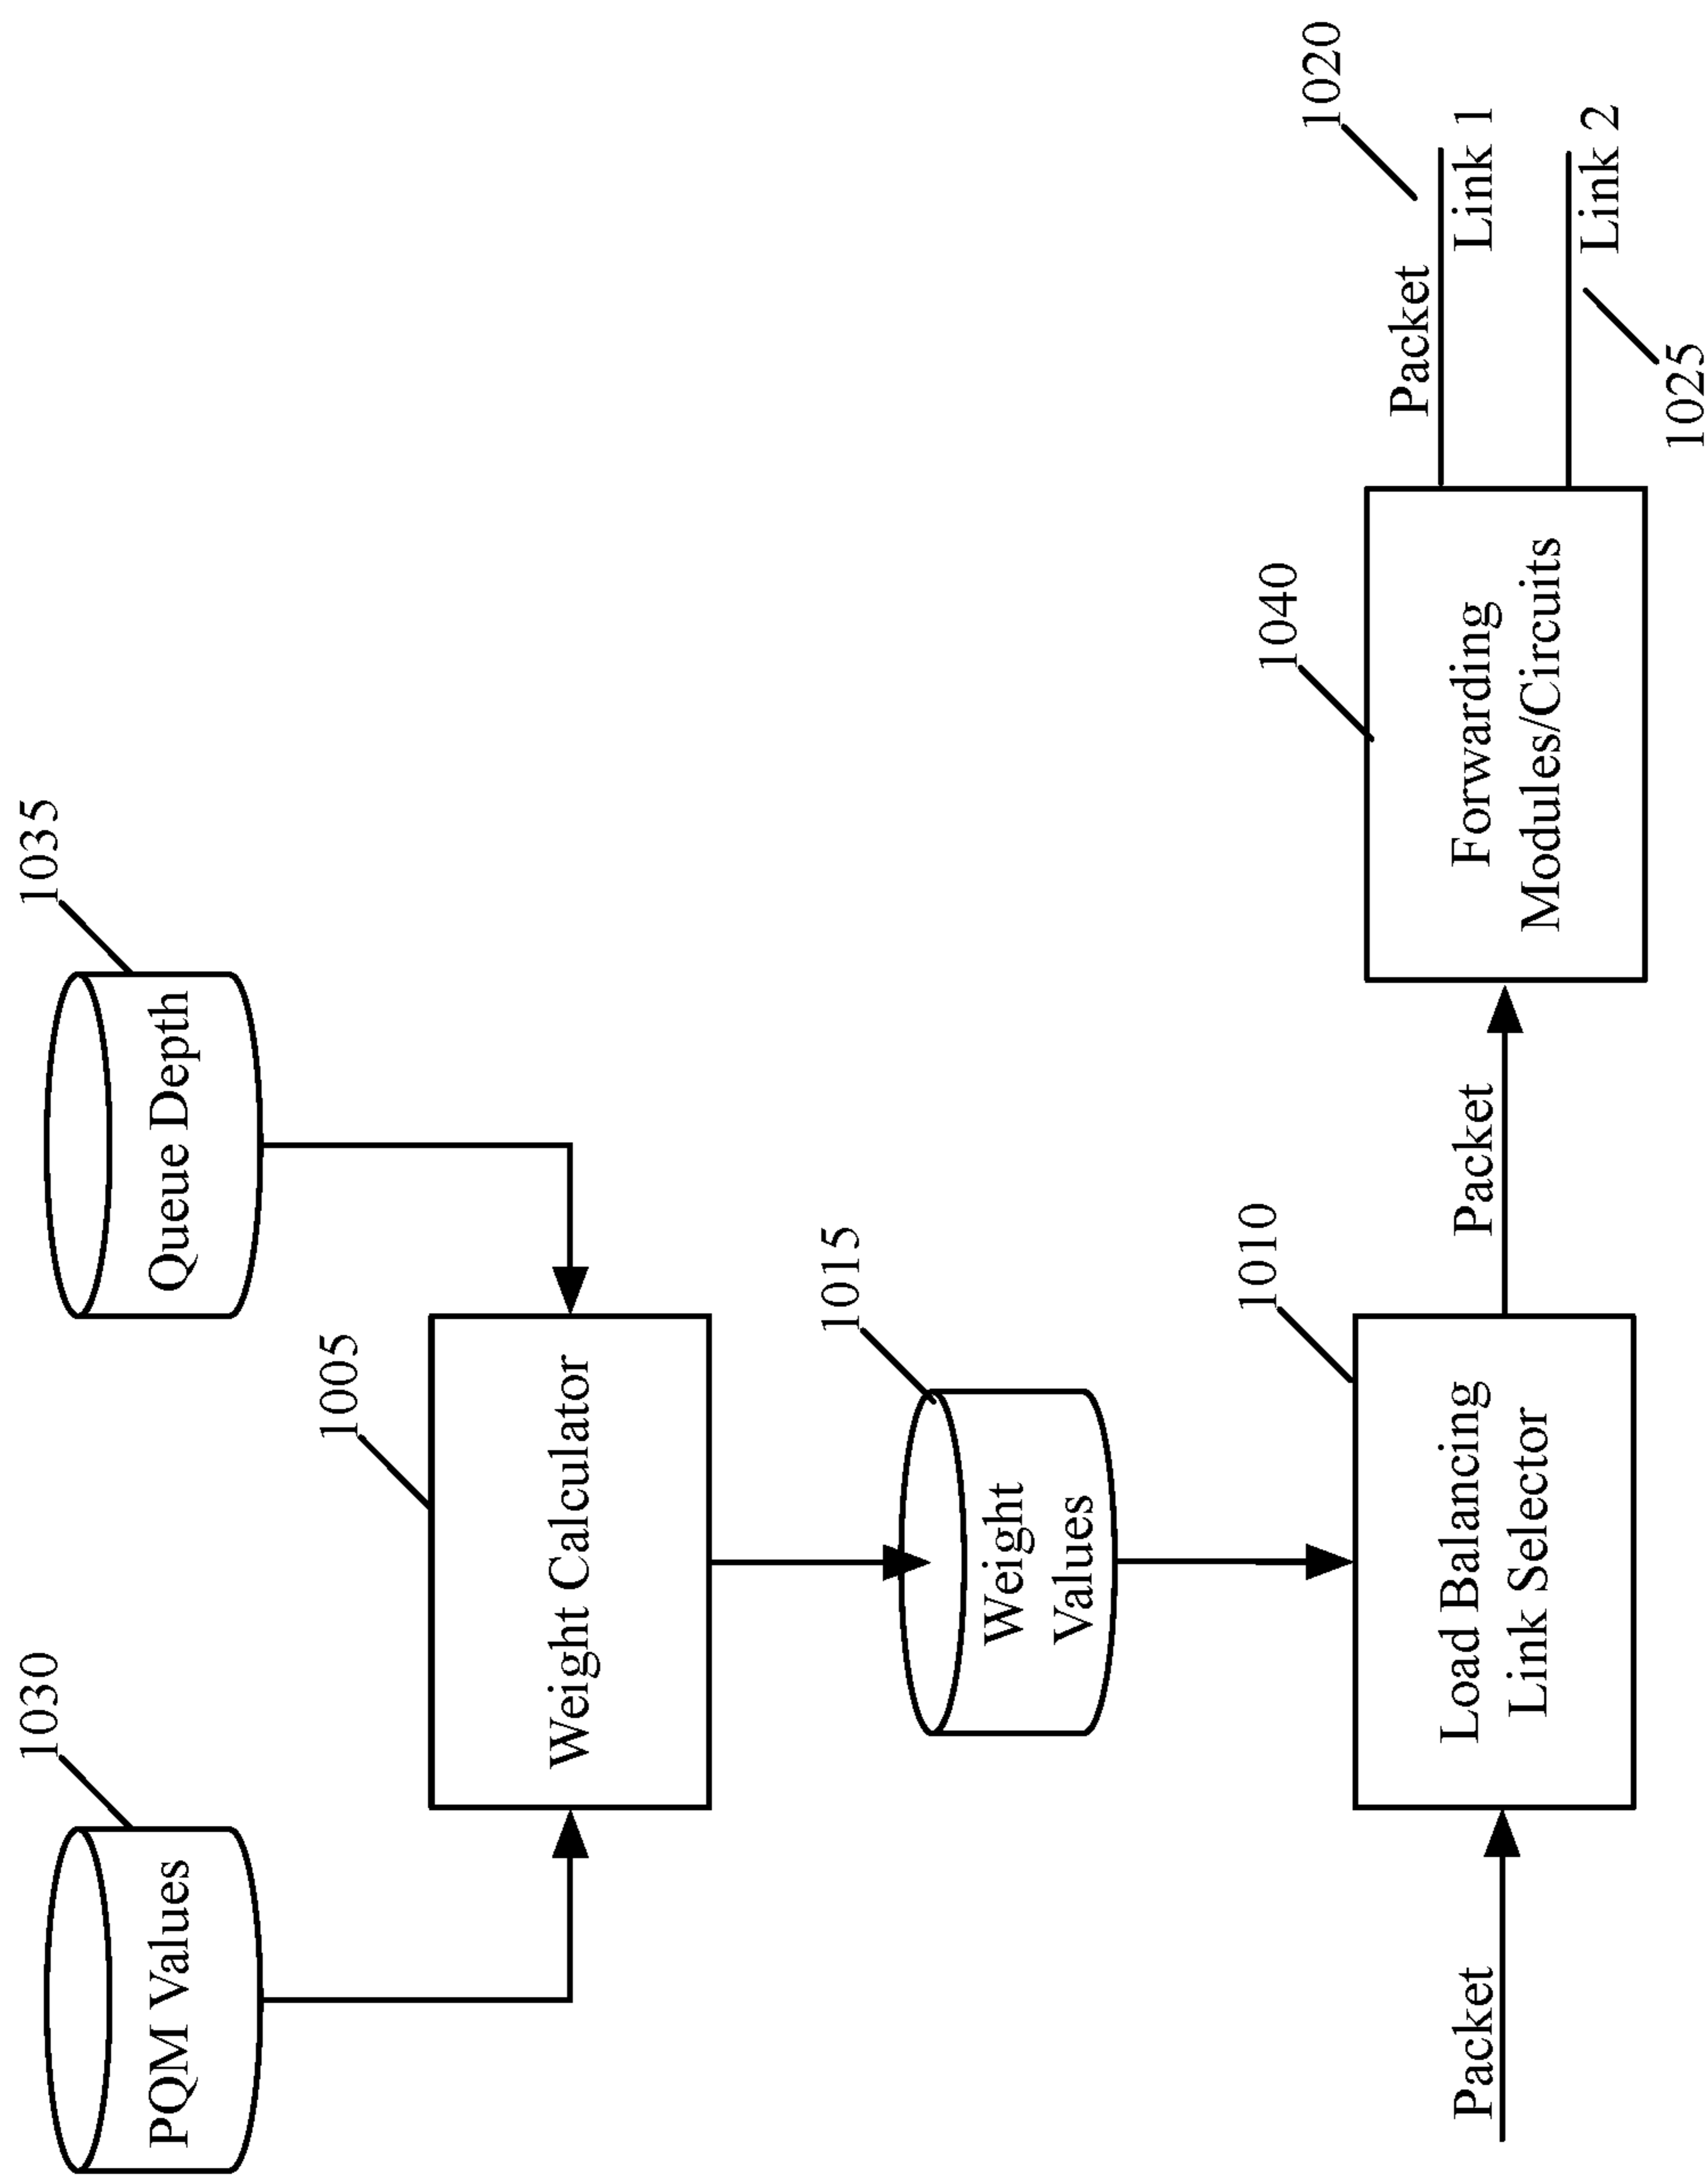 1030
1035
PQM Values
Queue Depth
1005
Weight Calculator
1015
Weight
Values
1010
1040
1020
Packet
Load Balancing
Link Selector
Packet
Forwarding
Modules/Circuits
Packet
Link 1
Link 2
1025